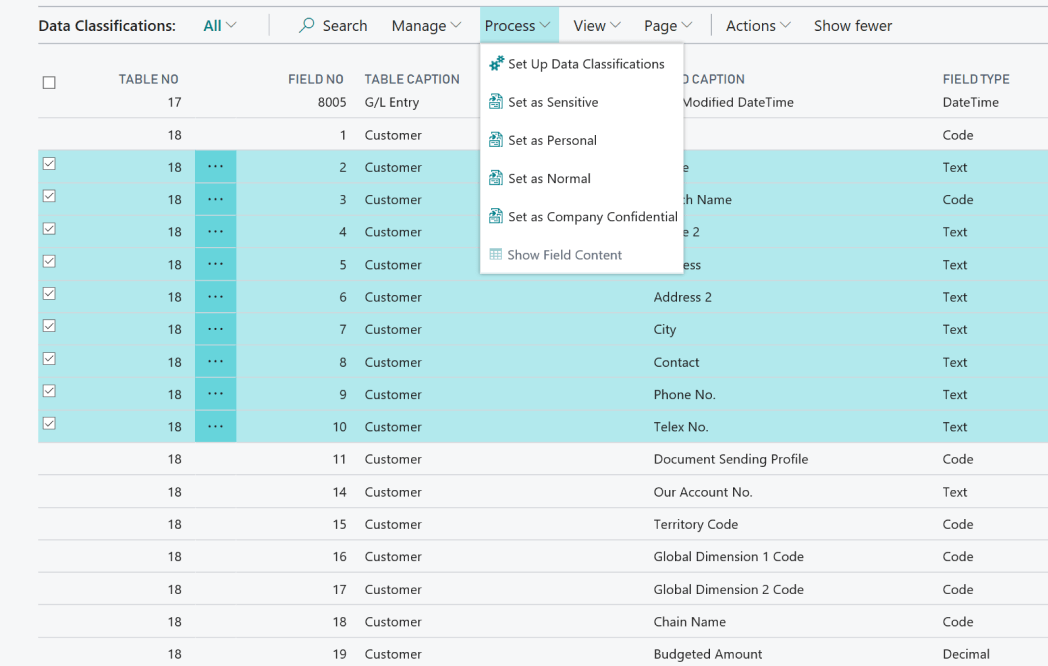 Data Classifications: All Search Manage Process View Page Actions Show fewer
Set Up Data Classifications
Set as Sensitive
Set as Personal
Set as Normal
Set as Company Confidential
Show Field Content
TABLE NO FIELD NO TABLE CAPTION CAPTION FIELD TYPE
17 8005 G/L Entry Modified DateTime DateTime
18 1 Customer Code
18 ... 2 Customer Text
18 ... 3 Customer Name Code
18 ... 4 Customer 2 Text
18 ... 5 Customer Text
18 ... 6 Customer Address 2 Text
18 ... 7 Customer City Text
18 ... 8 Customer Contact Text
18 ... 9 Customer Phone No. Text
18 ... 10 Customer Telex No. Text
18 11 Customer Document Sending Profile Code
18 14 Customer Our Account No. Text
18 15 Customer Territory Code Code
18 16 Customer Global Dimension 1 Code Code
18 17 Customer Global Dimension 2 Code Code
18 18 Customer Chain Name Code
18 19 Customer Budgeted Amount Decimal